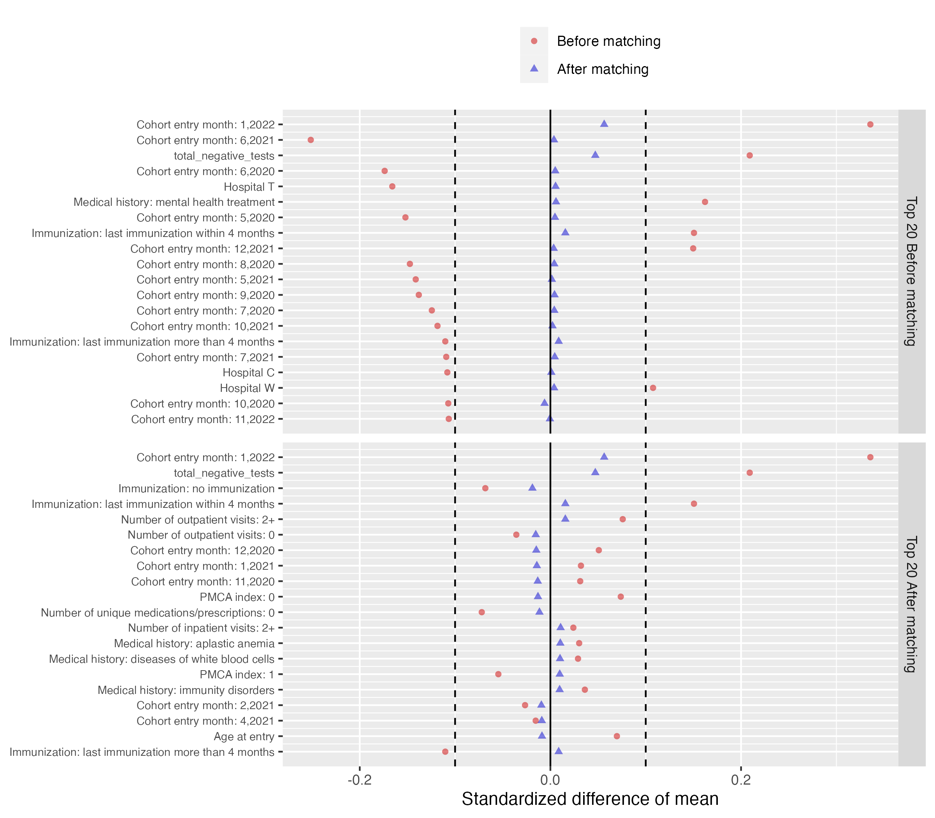 Before matching
After matching
Cohort entry month: 1,2022
Cohort entry month: 6,2021
total_negative_tests
Cohort entry month: 6,2020
Hospital T
Medical history: mental health treatment
Cohort entry month: 5,2020
Immunization: last immunization within 4 months
Cohort entry month: 12,2021
Cohort entry month: 8,2020
Cohort entry month: 5,2021
Cohort entry month: 9,2020
Cohort entry month: 7,2020
Cohort entry month: 10,2021
Immunization: last immunization more than 4 months
Cohort entry month: 7,2021
Hospital C
Hospital W
Cohort entry month: 10,2020
Cohort entry month: 11,2022
Top 20 Before matching
Cohort entry month: 1,2022
total_negative_tests
Immunization: no immunization
Immunization: last immunization within 4 months
Number of outpatient visits: 2+
Number of outpatient visits: 0
Cohort entry month: 12,2020
Cohort entry month: 1,2021
Cohort entry month: 11,2020
PMCA index: 0
Number of unique medications/prescriptions: 0
Number of inpatient visits: 2+
Medical history: aplastic anemia
Medical history: diseases of white blood cells
PMCA index: 1
Medical history: immunity disorders
Cohort entry month: 2,2021
Cohort entry month: 4,2021
Age at entry
Immunization: last immunization more than 4 months
Top 20 After matching
-0.2 0.0 0.2
Standardized difference of mean